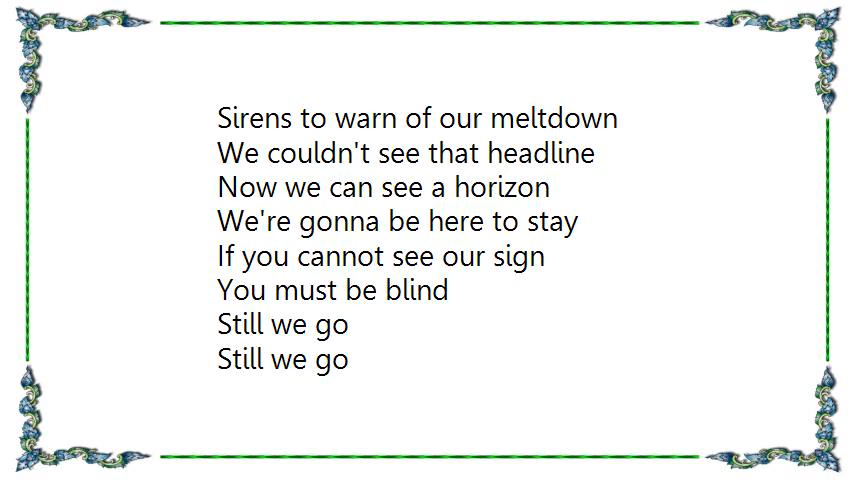 Sirens to warn of our meltdown
We couldn't see that headline
Now we can see a horizon
We're gonna be here to stay
If you cannot see our sign
You must be blind
Still we go
Still we go